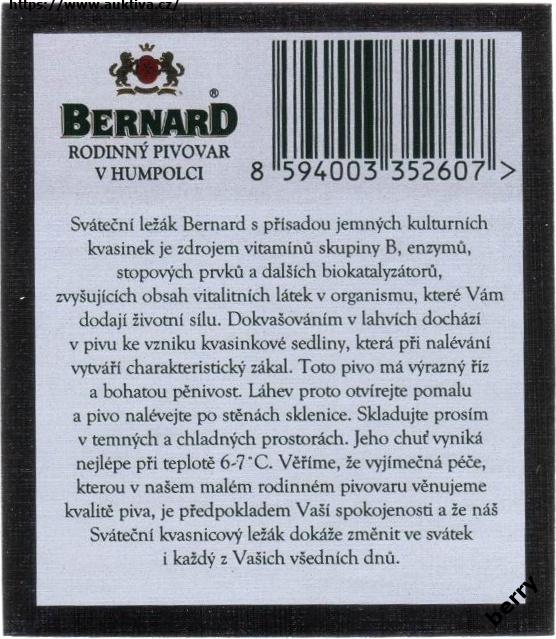 https://www.auktiva.cz/
BERNARD®
RODINNÝ PIVOVAR
V HUMPOLCI
8 594003 352607 >
Sváteční ležák Bernard s přísadou jemných kulturních
kvasinek je zdrojem vitamínů skupiny B, enzymů,
stopových prvků a dalších biokatalyzátorů,
zvyšujících obsah vitalitních látek v organismu, které Vám
dodají životní sílu. Dokvašováním v lahvích dochází
v pivu ke vzniku kvasinkové sedliny, která při nalévání
vytváří charakteristický zákal. Toto pivo má výrazný říz
a bohatou pěnivost. Láhev proto otvírejte pomalu
a pivo nalévejte po stěnách sklenice. Skladujte prosím
v temných a chladných prostorách. Jeho chuť vyniká
nejlépe při teplotě 6-7°C. Věříme, že vyjímečná péče,
kterou v našem malém rodinném pivovaru věnujeme
kvalitě piva, je předpokladem Vaší spokojenosti a že náš
Sváteční kvasnicový ležák dokáže změnit ve svátek
i každý z Vašich všedních dnů.
berry